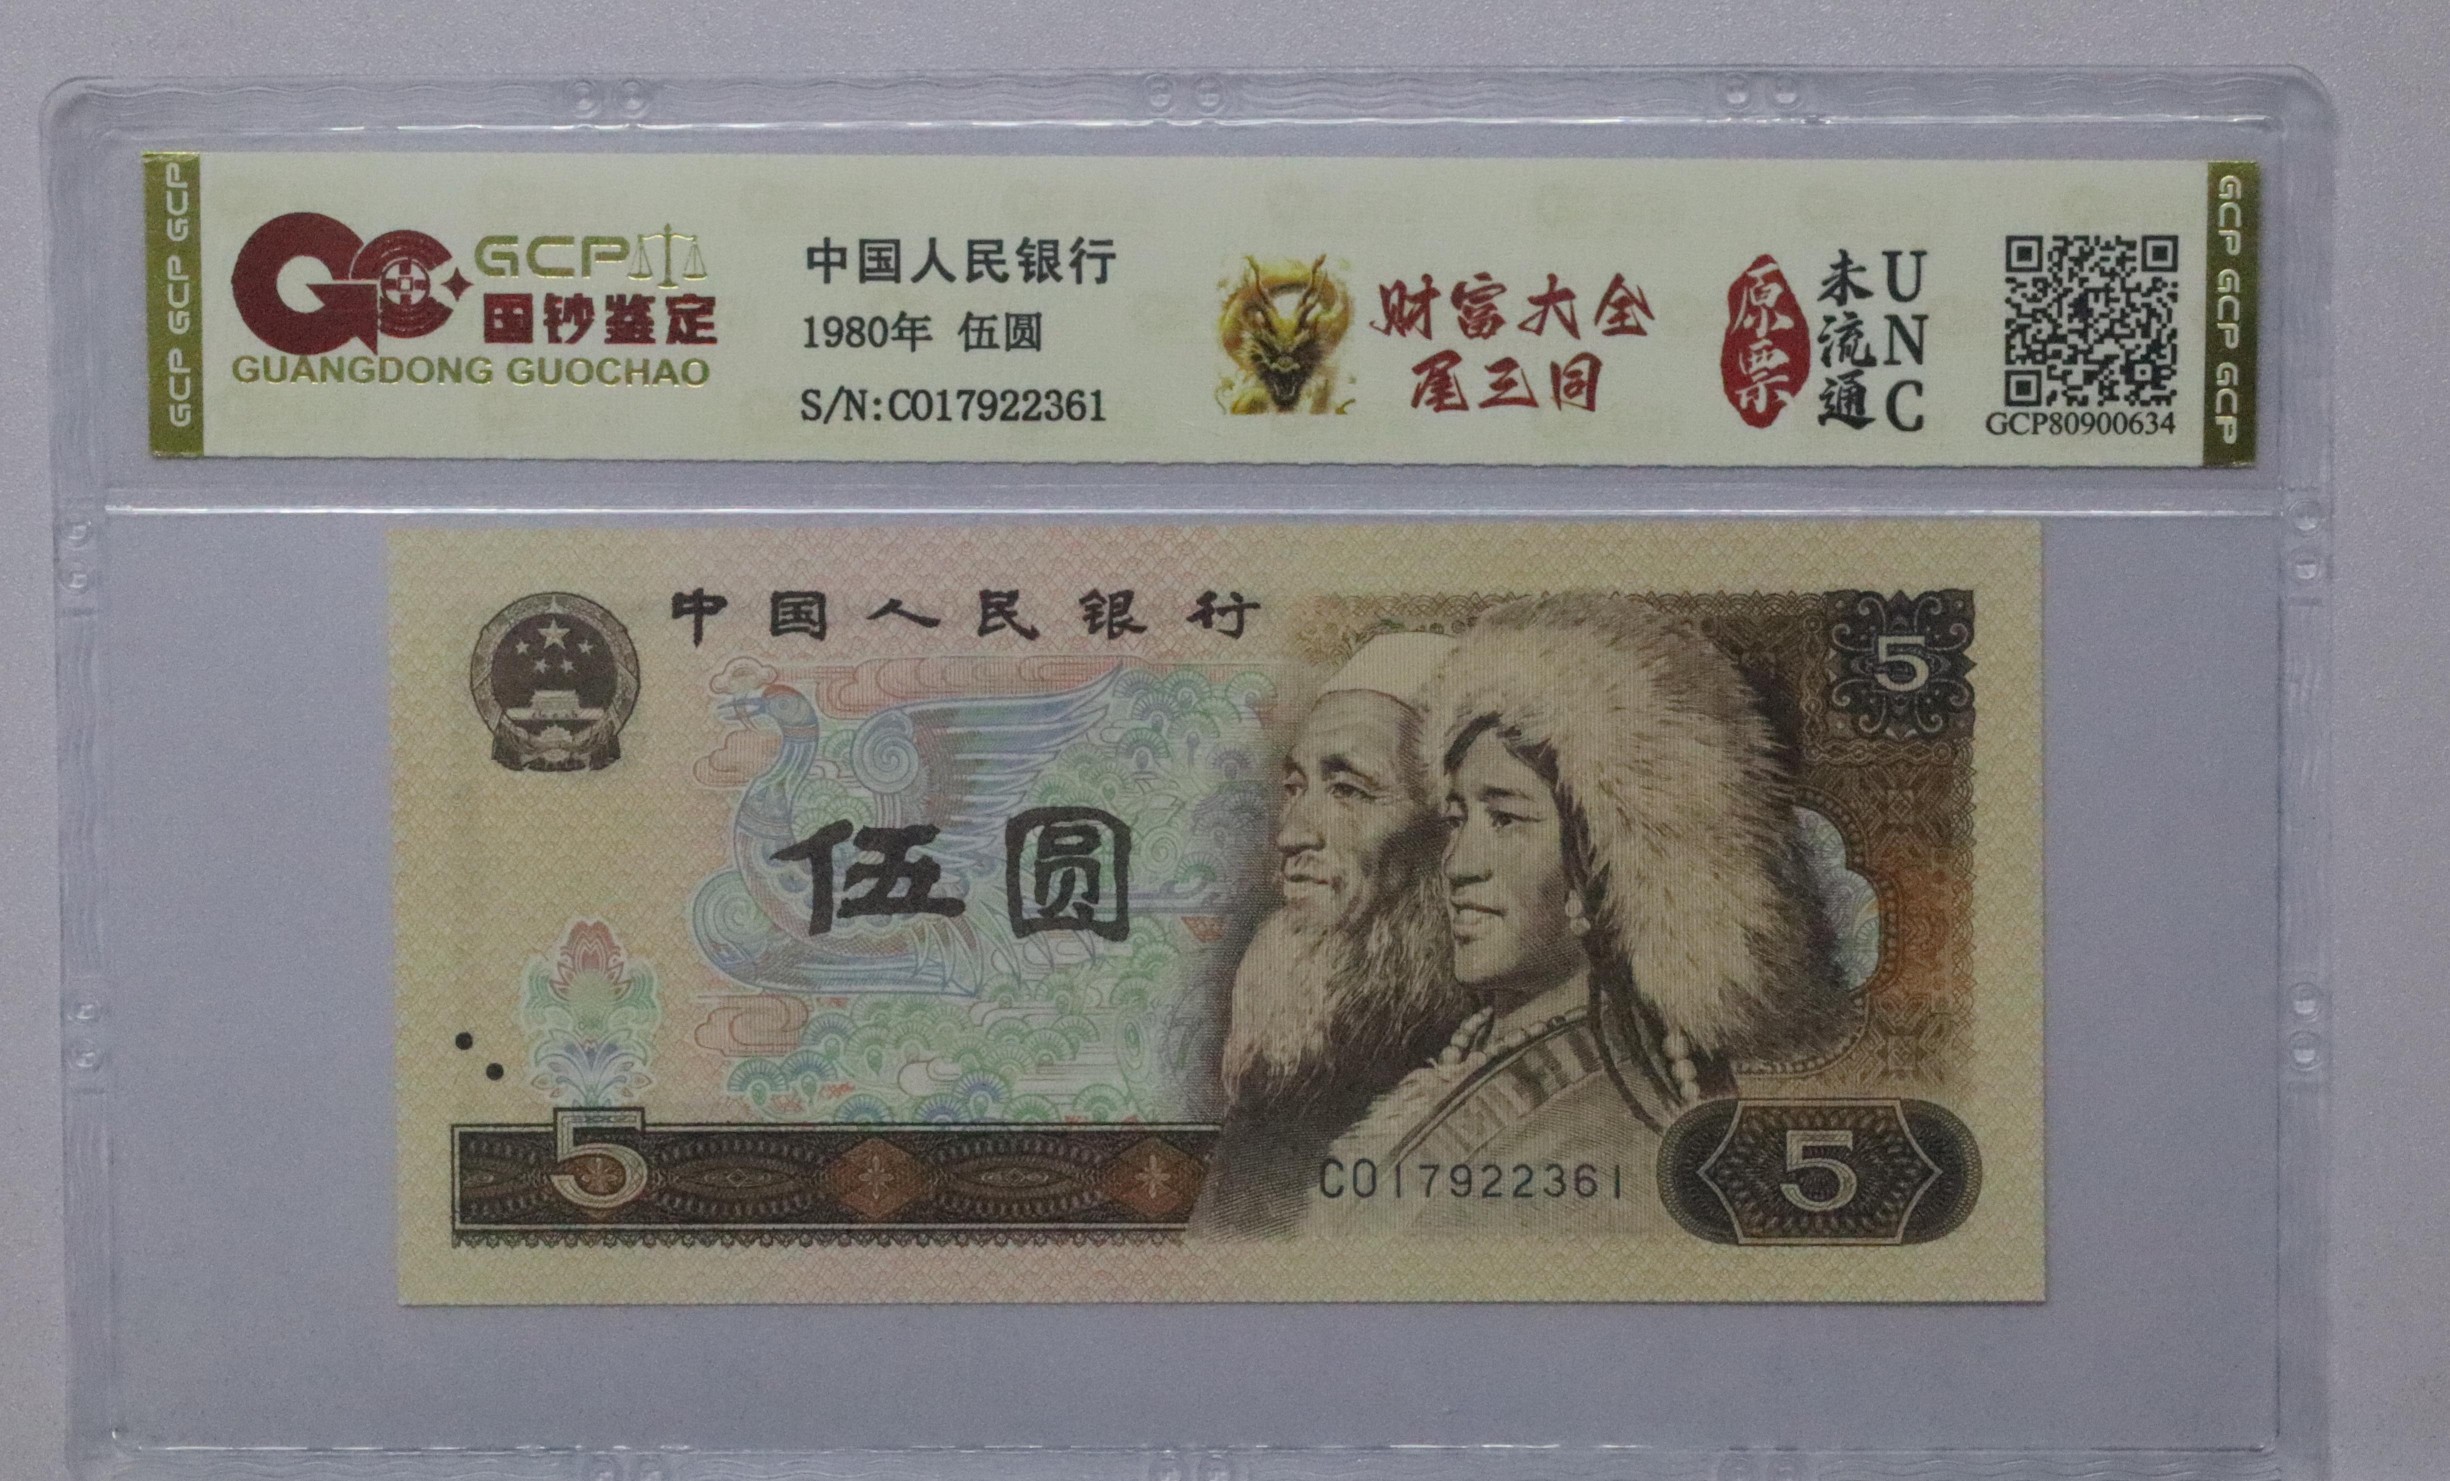 GCP GCP GCP
GCP
国钞鉴定
GUANGDONG GUOCHAO
中国人民银行
1980年 伍圆
S/N:CO17922361
财富大全
尾三同
原票
未流通
UNC
GCP80900634
GCP GCP GCP
中国人民银行
5
伍圆
5
CO17922361
5